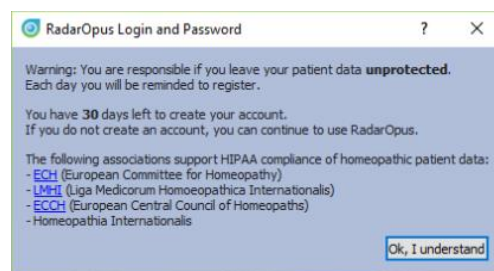 RadarOpus Login and Password
Warning: You are responsible if you leave your patient data unprotected.
Each day you will be reminded to register.
You have 30 days left to create your account.
If you do not create an account, you can continue to use RadarOpus.
The following associations support HIPAA compliance of homeopathic patient data:
- ECH (European Committee for Homeopathy)
- LMHI (Liga Medicorum Homoeopathica Internationalis)
- ECCH (European Central Council of Homeopaths)
- Homeopathia Internationalis
Ok, I understand